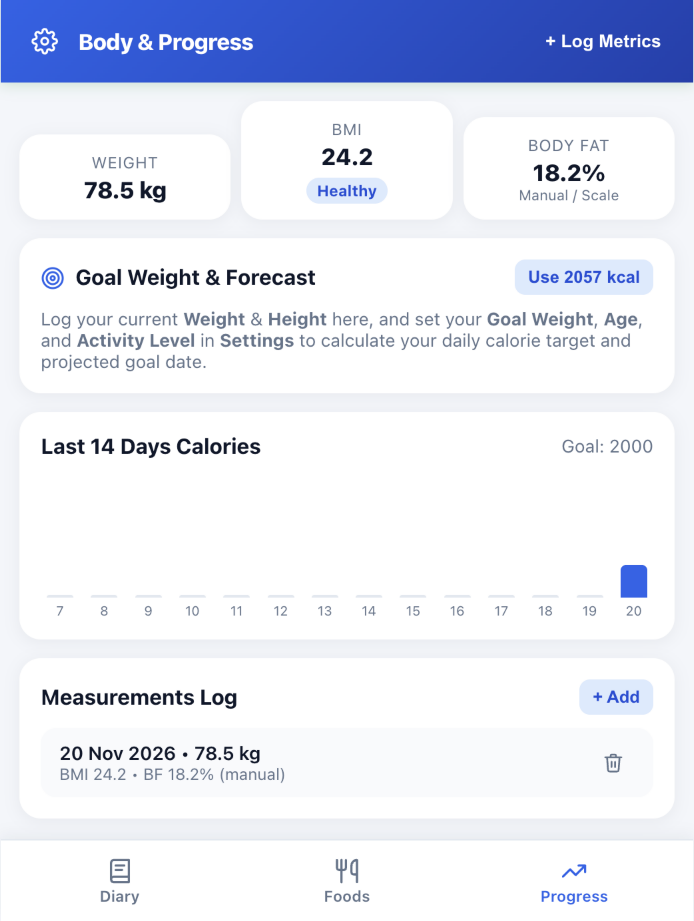 Body & Progress
+ Log Metrics
WEIGHT
78.5 kg
BMI
24.2
Healthy
BODY FAT
18.2%
Manual / Scale
Goal Weight & Forecast
Use 2057 kcal
Log your current Weight & Height here, and set your Goal Weight, Age,
and Activity Level in Settings to calculate your daily calorie target and
projected goal date.
Last 14 Days Calories
Goal: 2000
7 8 9 10 11 12 13 14 15 16 17 18 19 20
Measurements Log
+ Add
20 Nov 2026 • 78.5 kg
BMI 24.2 • BF 18.2% (manual)
Diary
Foods
Progress